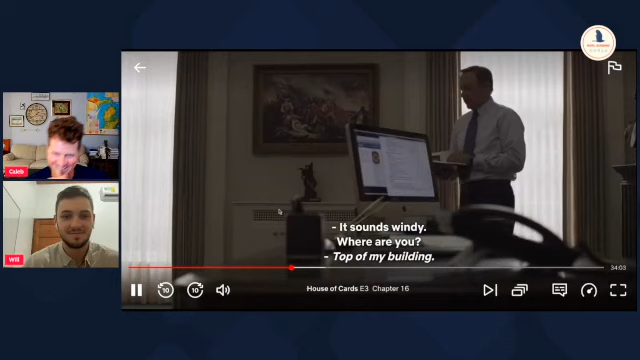 Caleb
Will
- It sounds windy.
Where are you?
- Top of my building.
34:03
10
10
House of Cards E3 Chapter 16